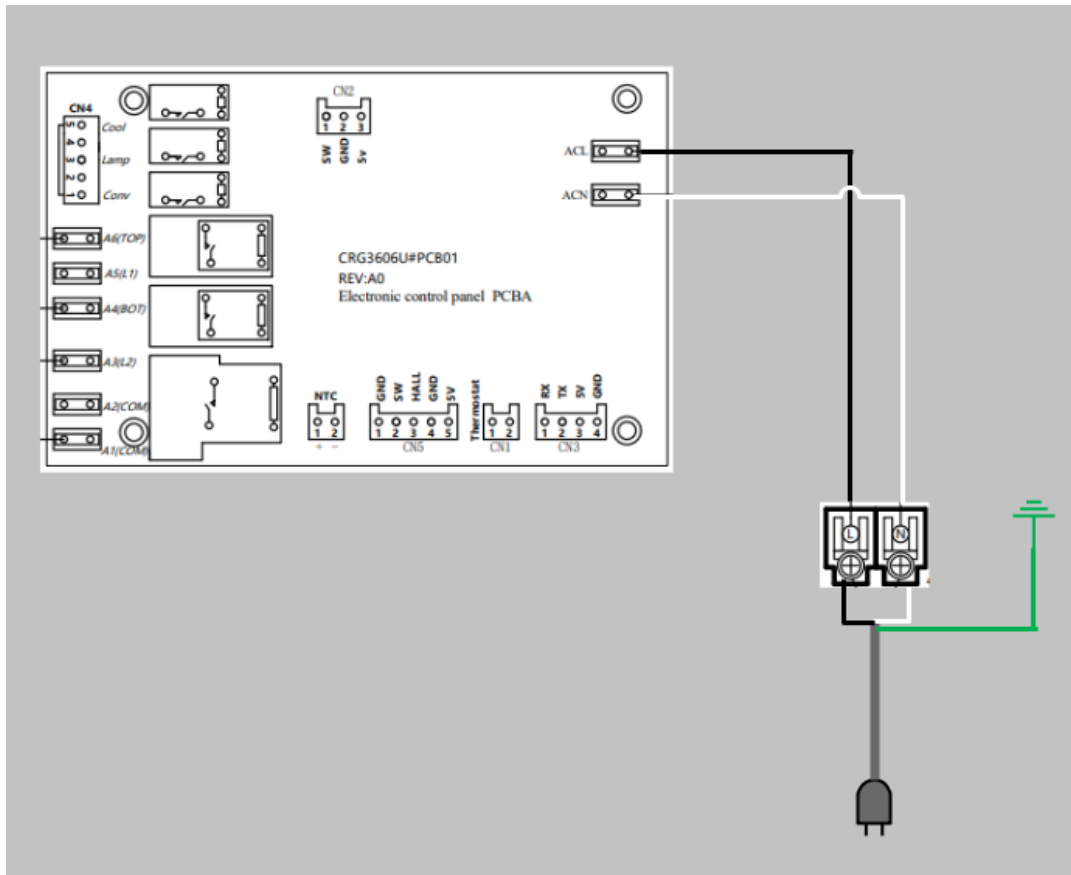 CN4
5 Cool
4
3 Lamp
2
1 Conv
CN2
1 2 3
SW GND 5v
ACL
ACN
A6(TOP)
A5(L1)
A4(BOT)
A3(L2)
A2(COM)
A1(COM)
CRG3606U#PCB01
REV:A0
Electronic control panel PCBA
NTC
1 2
+ −
GND SW HALL GND 5V
1 2 3 4 5
CN5
Thermostat
1 2
CN1
RX TX 5V GND
1 2 3 4
CN3
L N